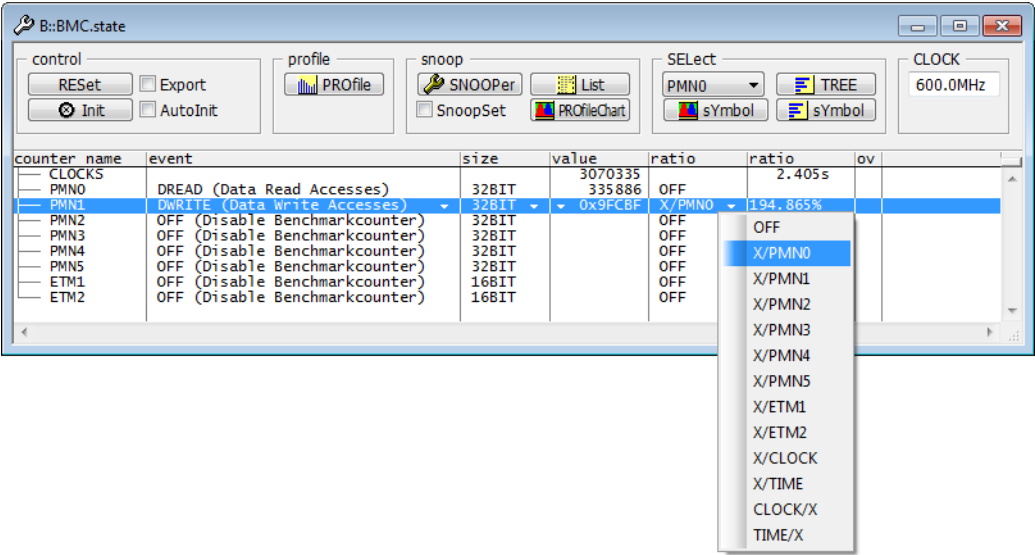 B::BMC.state
control profile snoop SELect CLOCK
RESet Export PROfile SNOOPer List PMN0 TREE 600.0MHz
Init AutoInit SnoopSet PROfileChart sYmbol sYmbol
counter name event size value ratio ratio ov
CLOCKS 3070335 2.405s
PMN0 DREAD (Data Read Accesses) 32BIT 335886 OFF
PMN1 DWRITE (Data Write Accesses) 32BIT 0x9FCBF X/PMN0 194.865%
PMN2 OFF (Disable Benchmarkcounter) 32BIT OFF
PMN3 OFF (Disable Benchmarkcounter) 32BIT OFF
PMN4 OFF (Disable Benchmarkcounter) 32BIT OFF
PMN5 OFF (Disable Benchmarkcounter) 32BIT OFF
ETM1 OFF (Disable Benchmarkcounter) 16BIT OFF
ETM2 OFF (Disable Benchmarkcounter) 16BIT OFF
OFF
X/PMN0
X/PMN1
X/PMN2
X/PMN3
X/PMN4
X/PMN5
X/ETM1
X/ETM2
X/CLOCK
X/TIME
CLOCK/X
TIME/X